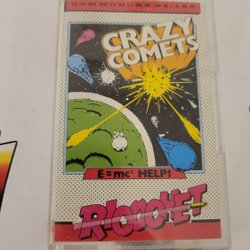 COMMODORE 64/128
CRAZY
COMETS
E=mc² HELP!
RICOCHET